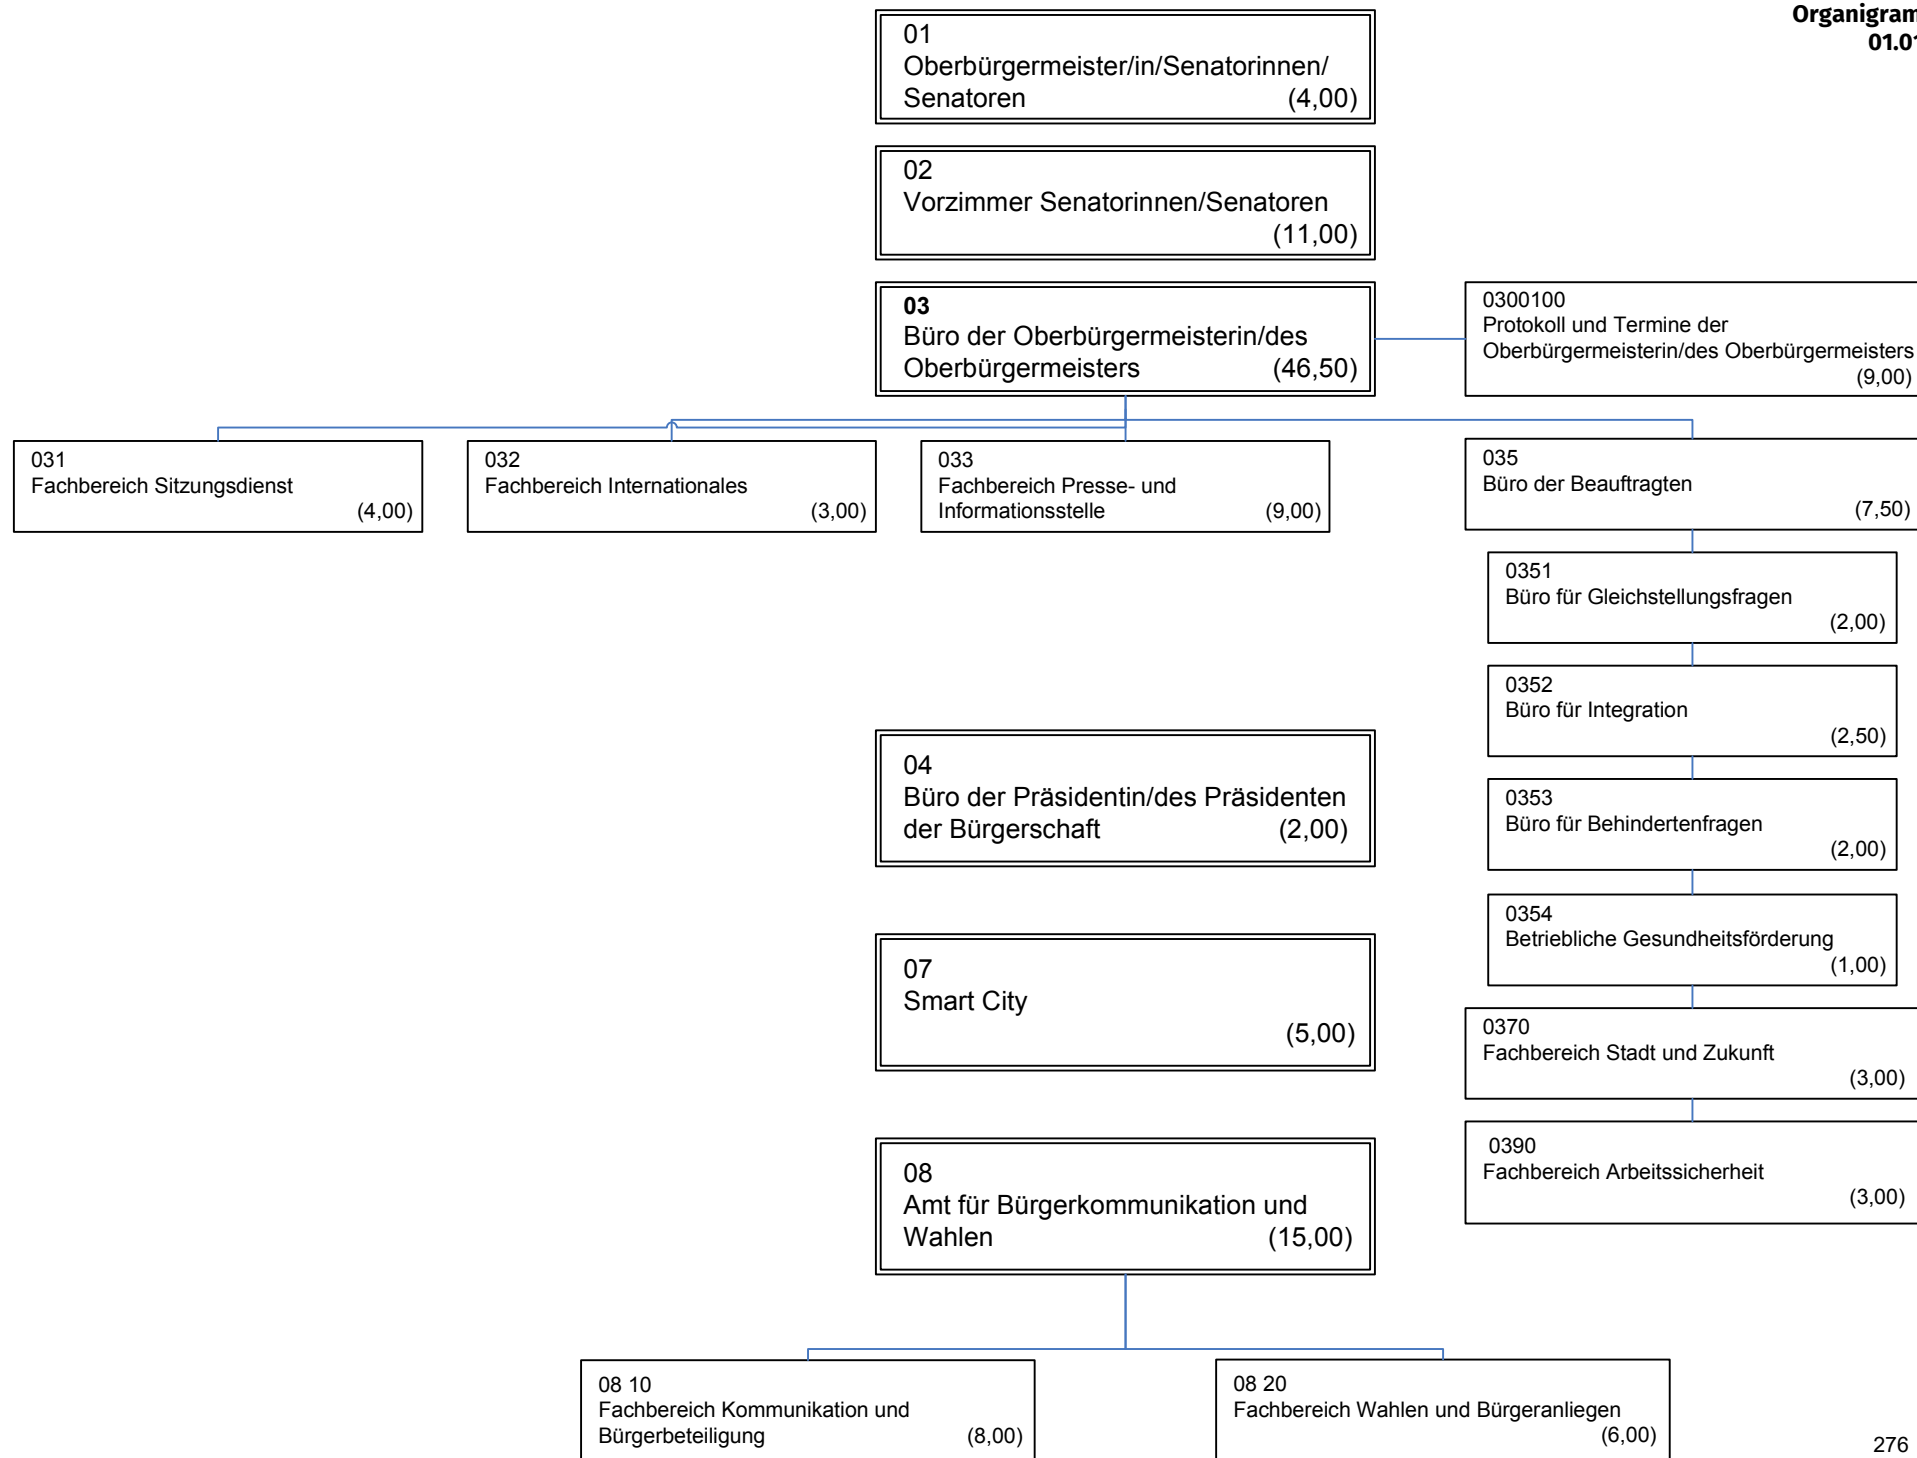 Organigram
01.01
01
Oberbürgermeister/in/Senatorinnen/
Senatoren (4,00)
02
Vorzimmer Senatorinnen/Senatoren
(11,00)
03
Büro der Oberbürgermeisterin/des
Oberbürgermeisters (46,50)
0300100
Protokoll und Termine der
Oberbürgermeisterin/des Oberbürgermeisters
(9,00)
031
Fachbereich Sitzungsdienst
(4,00)
032
Fachbereich Internationales
(3,00)
033
Fachbereich Presse- und
Informationsstelle (9,00)
035
Büro der Beauftragten
(7,50)
0351
Büro für Gleichstellungsfragen
(2,00)
0352
Büro für Integration
(2,50)
0353
Büro für Behindertenfragen
(2,00)
0354
Betriebliche Gesundheitsförderung
(1,00)
0370
Fachbereich Stadt und Zukunft
(3,00)
0390
Fachbereich Arbeitssicherheit
(3,00)
04
Büro der Präsidentin/des Präsidenten
der Bürgerschaft (2,00)
07
Smart City
(5,00)
08
Amt für Bürgerkommunikation und
Wahlen (15,00)
08 10
Fachbereich Kommunikation und
Bürgerbeteiligung (8,00)
08 20
Fachbereich Wahlen und Bürgeranliegen
(6,00)
276